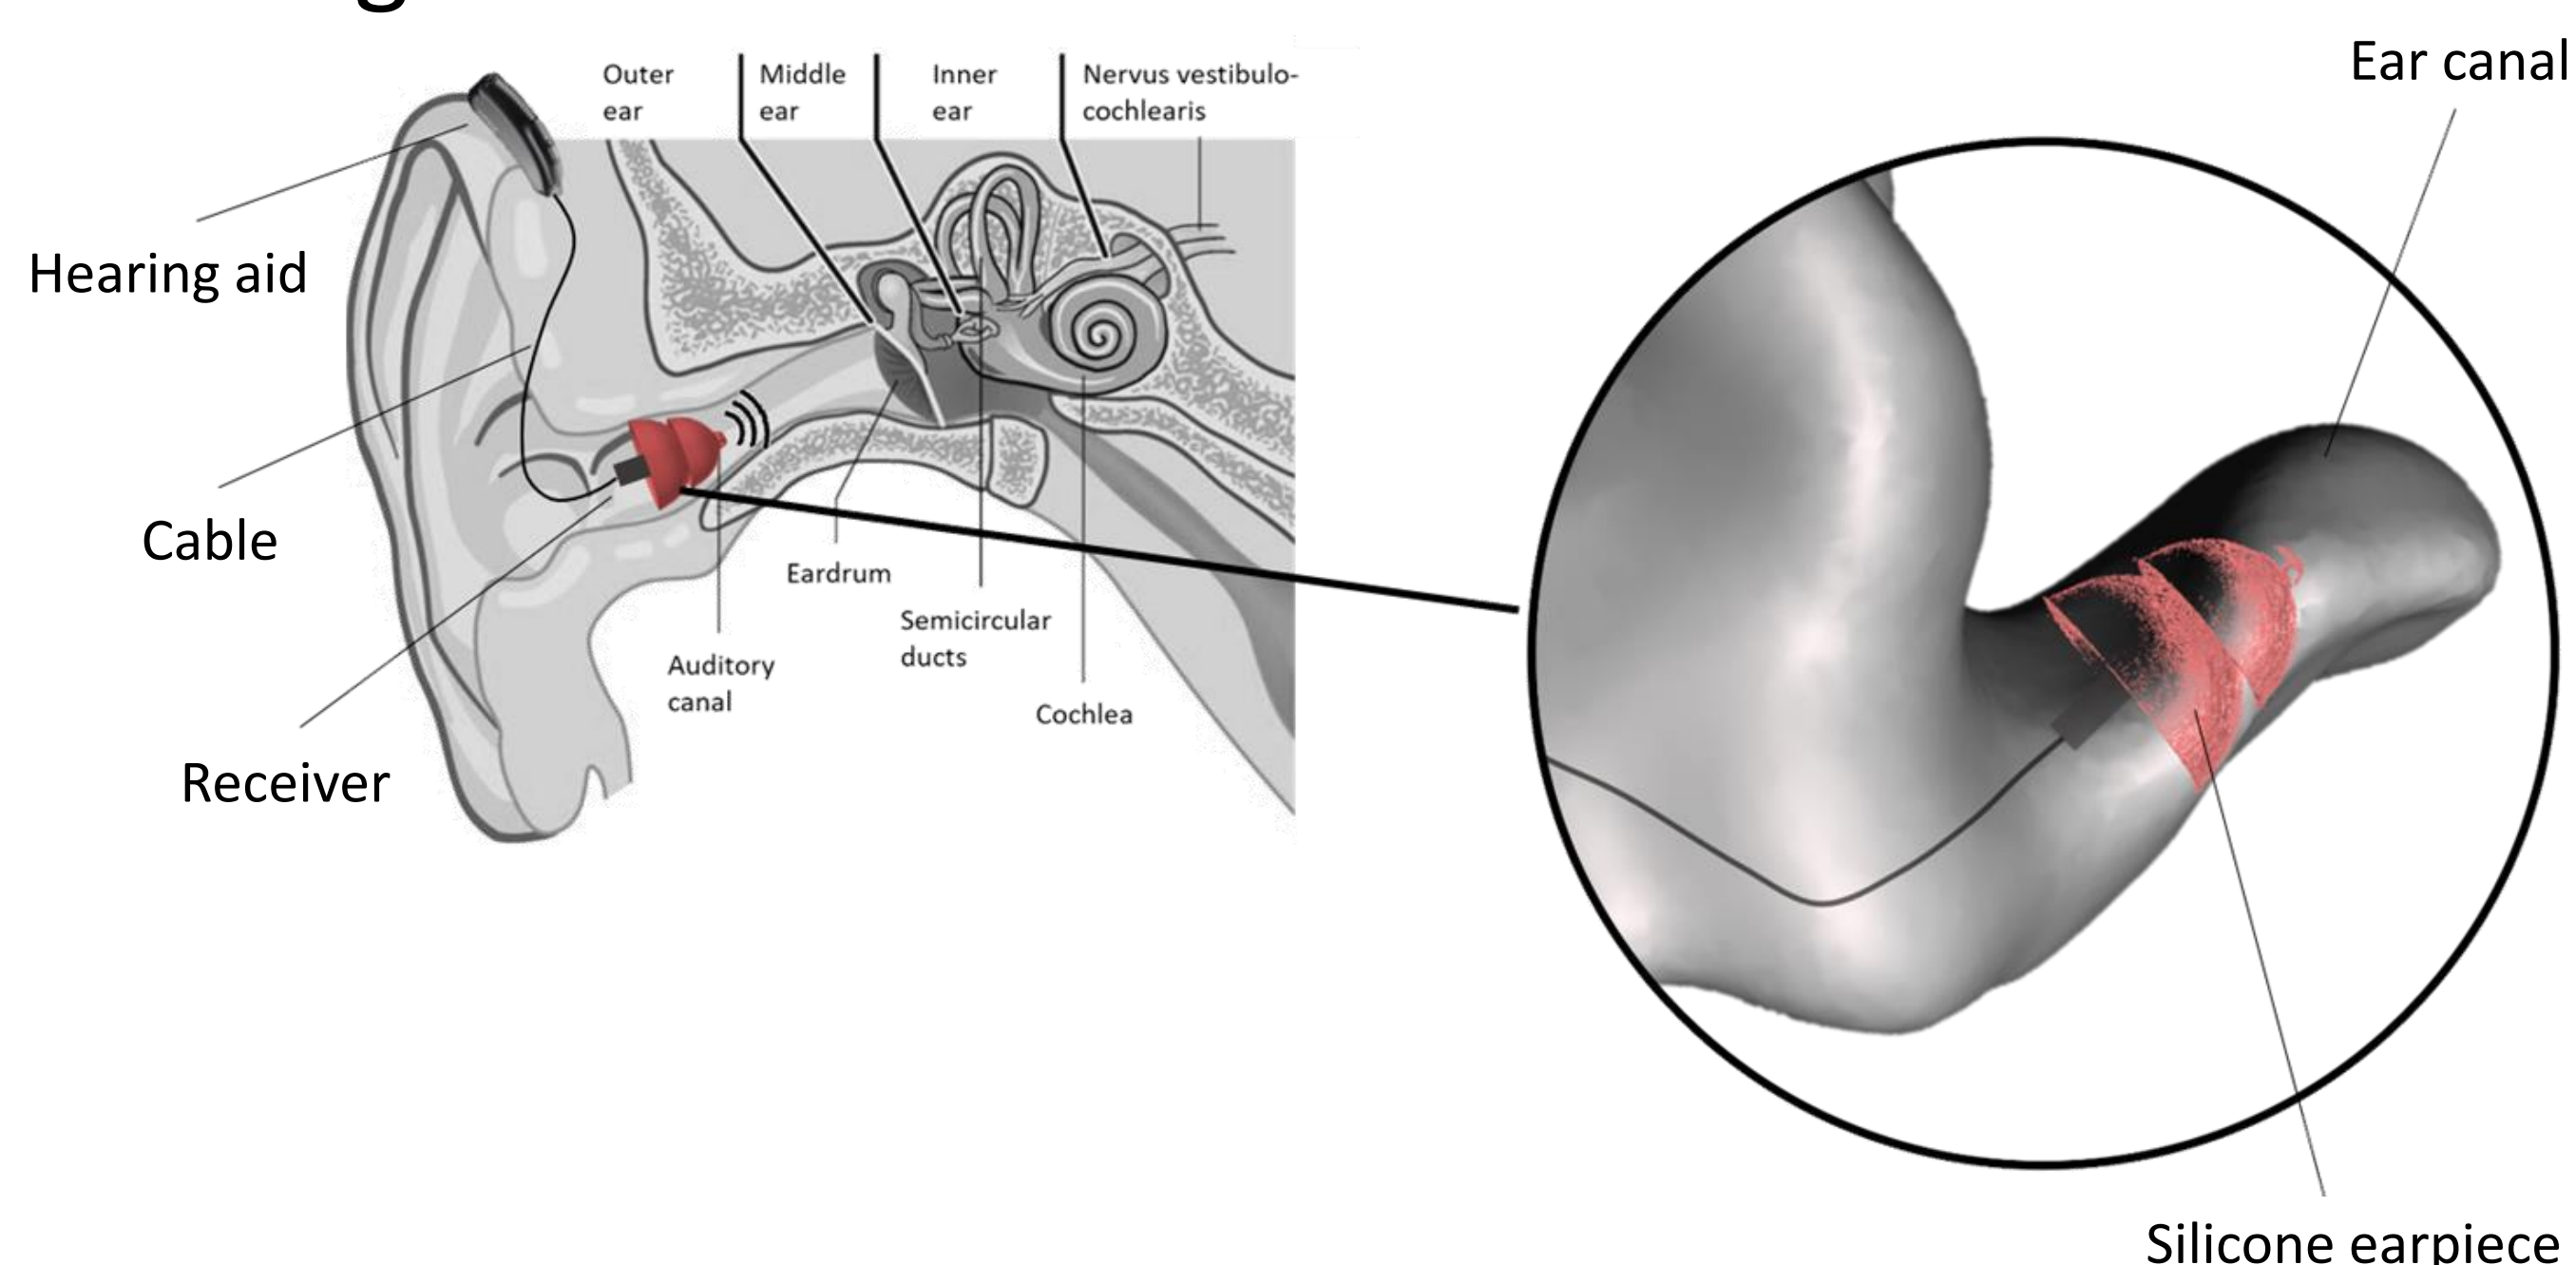 Outer
ear
Middle
ear
Inner
ear
Nervus vestibulo-
cochlearis
Ear canal
Hearing aid
Cable
Eardrum
Semicircular
ducts
Auditory
canal
Cochlea
Receiver
Silicone earpiece